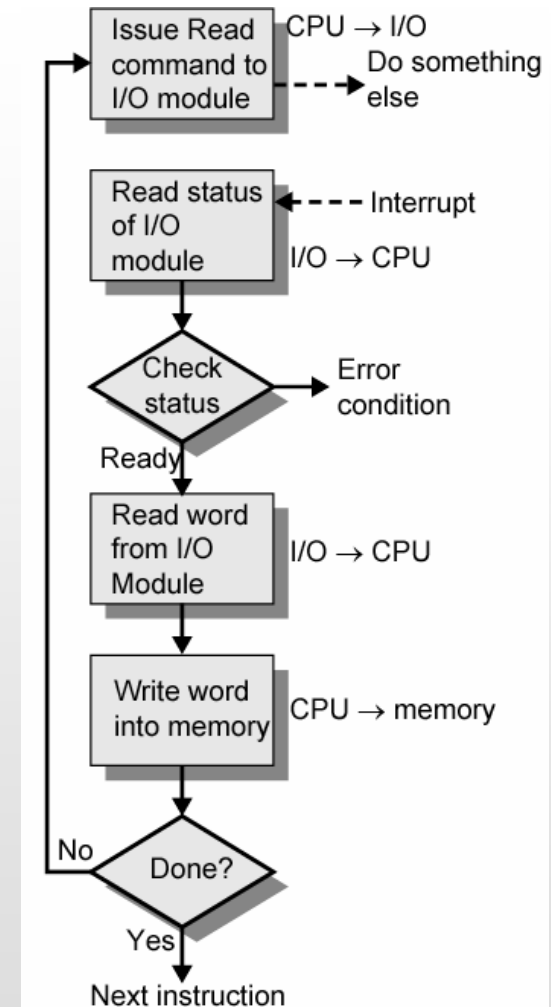 Issue Read
command to
I/O module
CPU → I/O
Do something
else
Read status
of I/O
module
Interrupt
I/O → CPU
Check
status
Error
condition
Ready
Read word
from I/O
Module
I/O → CPU
Write word
into memory
CPU → memory
No
Done?
Yes
Next instruction